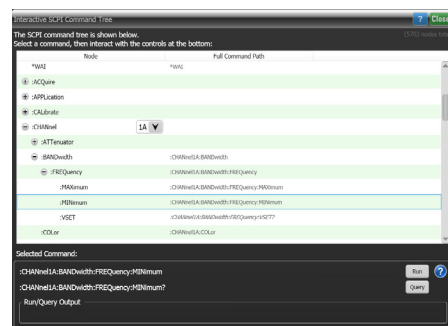 Interactive SCPI Command Tree ? Close
The SCPI command tree is shown below.
Select a command, then interact with the controls at the bottom:
Node Full Command Path
*WAI *WAI
:ACQuire
:APPLication
:CALibrate
:CHANnel 1A
:ATTenuator
:BANDwidth :CHANnel1A:BANDwidth
:FREQuency :CHANnel1A:BANDwidth:FREQuency
:MAXimum :CHANnel1A:BANDwidth:FREQuency:MAXimum
:MINimum :CHANnel1A:BANDwidth:FREQuency:MINimum
:VSET :CHANnel1A:BANDwidth:FREQuency:VSET?
:COLor :CHANnel1A:COLor
Selected Command:
:CHANnel1A:BANDwidth:FREQuency:MINimum Run ?
:CHANnel1A:BANDwidth:FREQuency:MINimum? Query
Run/Query Output